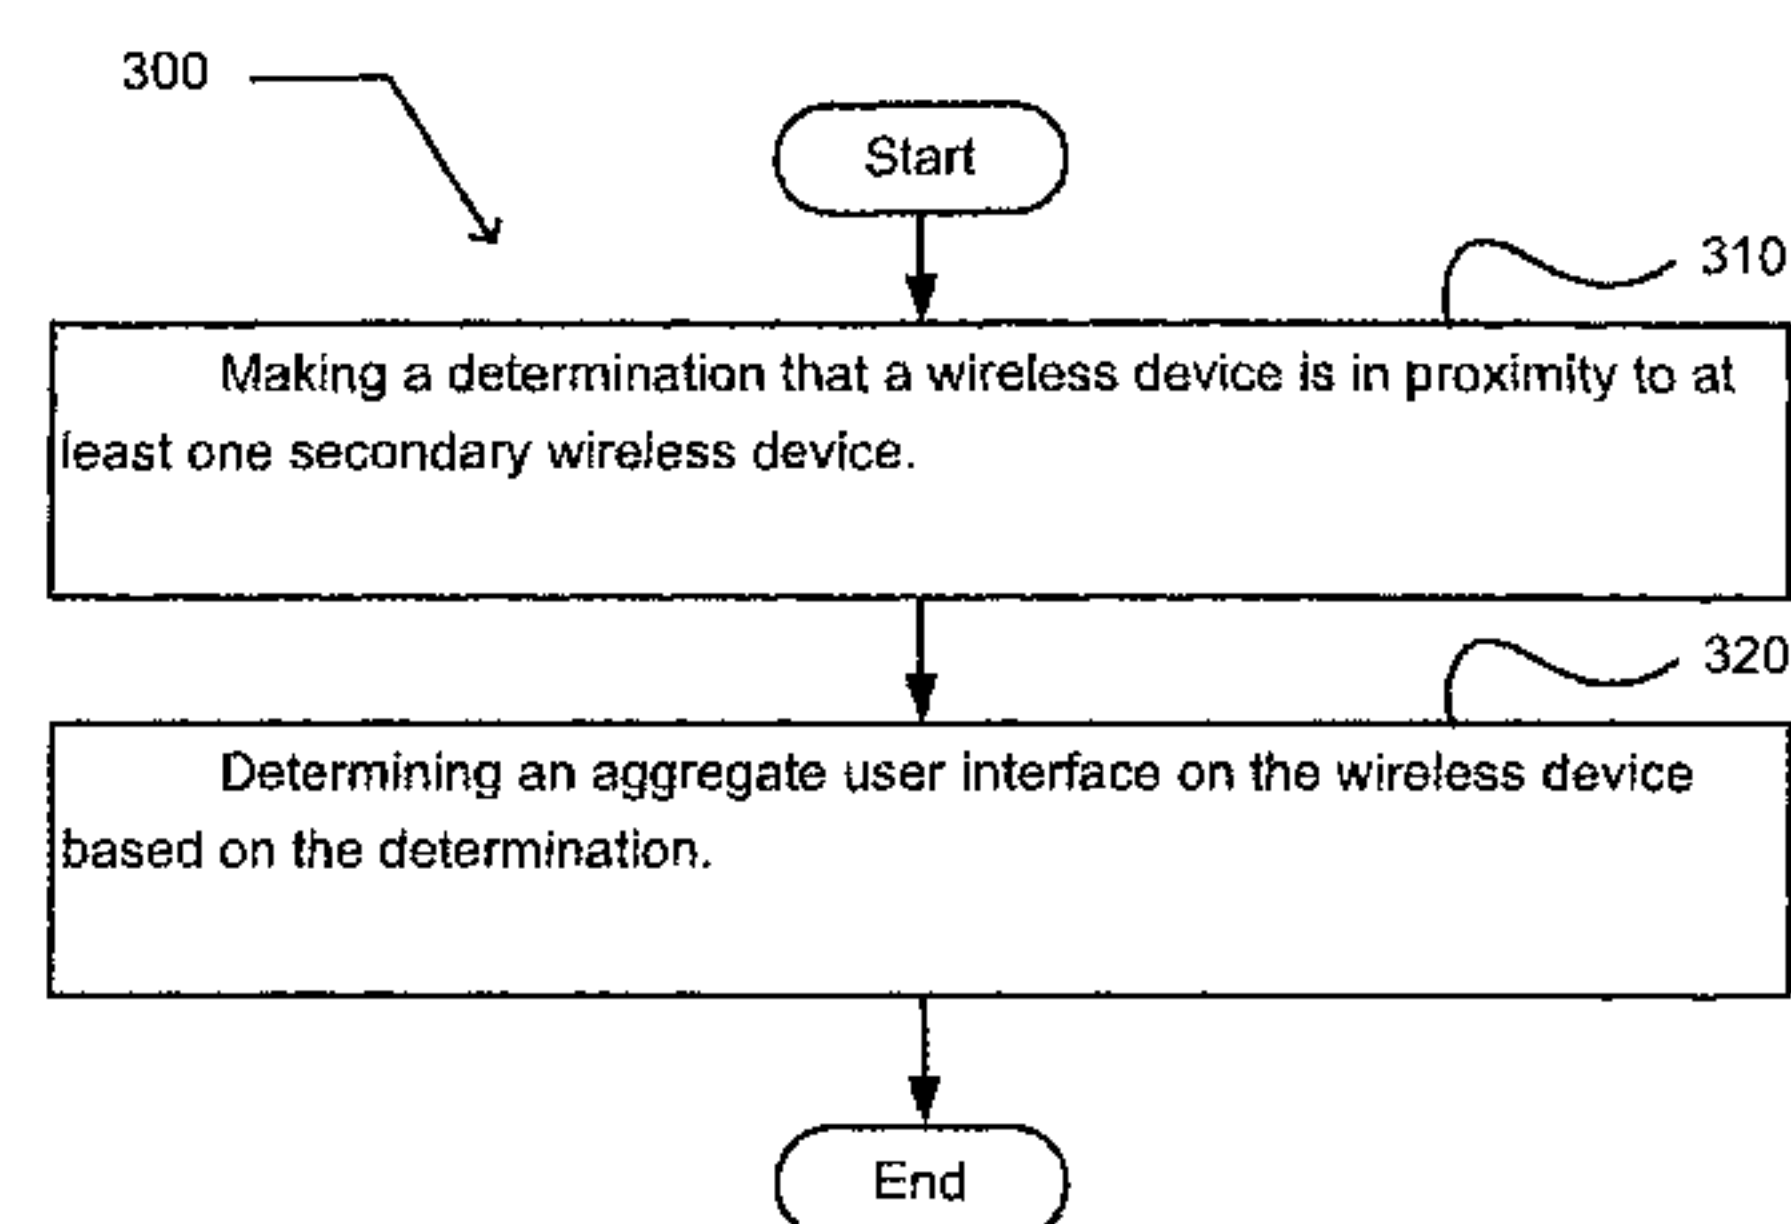 300
Start
310
Making a determination that a wireless device is in proximity to at
least one secondary wireless device.
320
Determining an aggregate user interface on the wireless device
based on the determination.
End